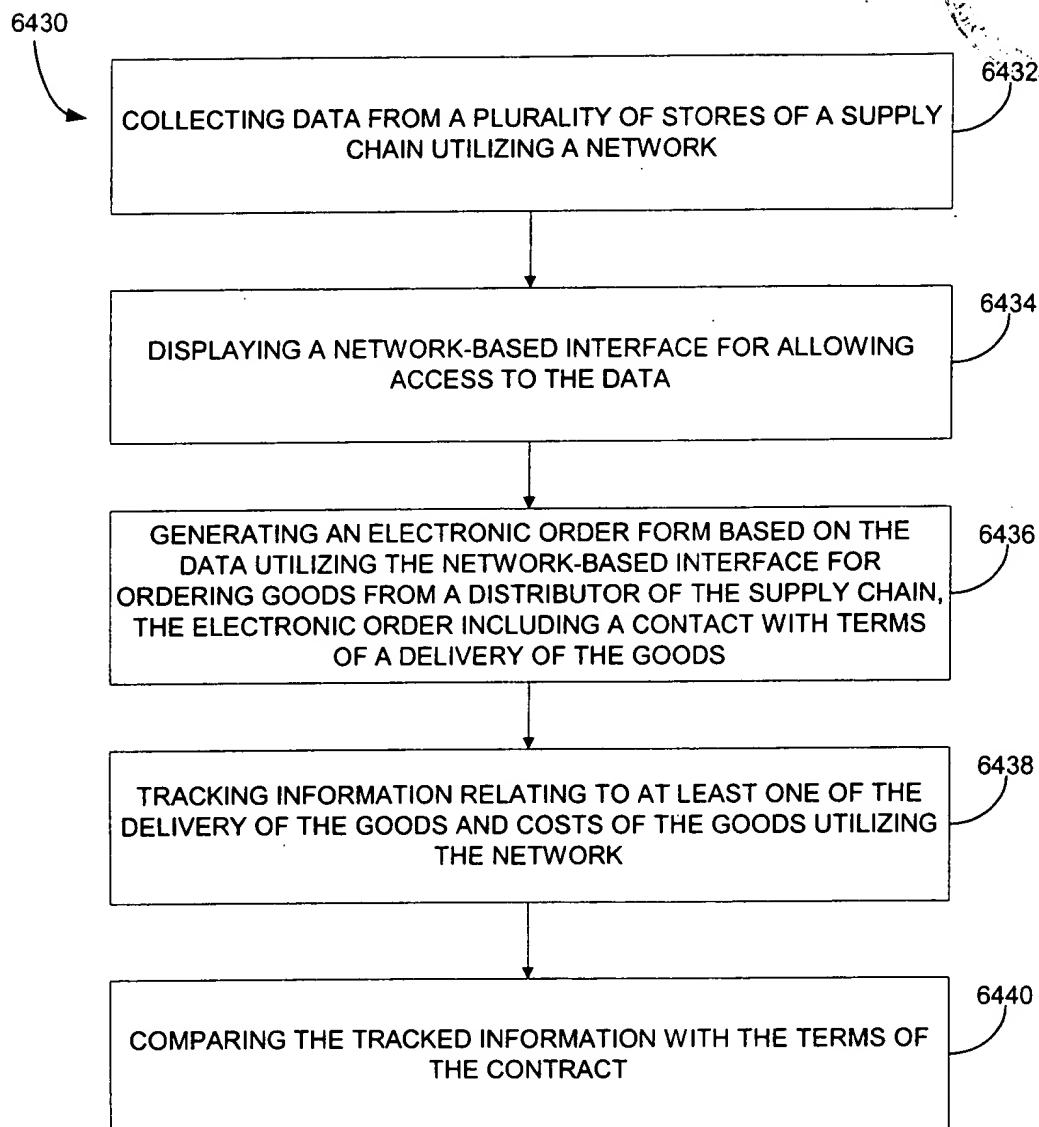 6430
6432
COLLECTING DATA FROM A PLURALITY OF STORES OF A SUPPLY
CHAIN UTILIZING A NETWORK
6434
DISPLAYING A NETWORK-BASED INTERFACE FOR ALLOWING
ACCESS TO THE DATA
6436
GENERATING AN ELECTRONIC ORDER FORM BASED ON THE
DATA UTILIZING THE NETWORK-BASED INTERFACE FOR
ORDERING GOODS FROM A DISTRIBUTOR OF THE SUPPLY CHAIN,
THE ELECTRONIC ORDER INCLUDING A CONTACT WITH TERMS
OF A DELIVERY OF THE GOODS
6438
TRACKING INFORMATION RELATING TO AT LEAST ONE OF THE
DELIVERY OF THE GOODS AND COSTS OF THE GOODS UTILIZING
THE NETWORK
6440
COMPARING THE TRACKED INFORMATION WITH THE TERMS OF
THE CONTRACT